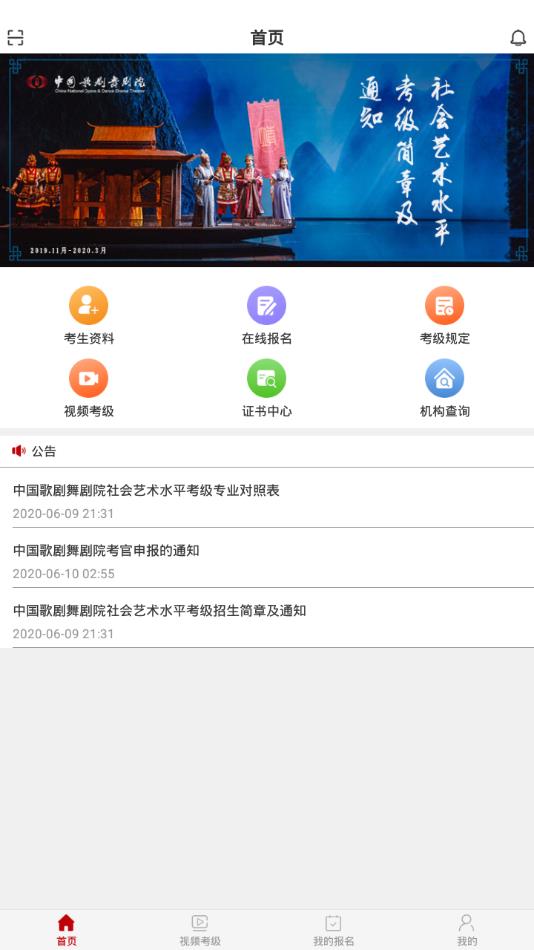 首页
中国歌剧舞剧院
China National Opera & Dance Drama Theater
社会艺术水平
考级简章及
通知
2019.11月-2020.3月
考生资料
在线报名
考级规定
视频考级
证书中心
机构查询
公告
中国歌剧舞剧院社会艺术水平考级专业对照表
2020-06-09 21:31
中国歌剧舞剧院考官申报的通知
2020-06-10 02:55
中国歌剧舞剧院社会艺术水平考级招生简章及通知
2020-06-09 21:31
首页
视频考级
我的报名
我的